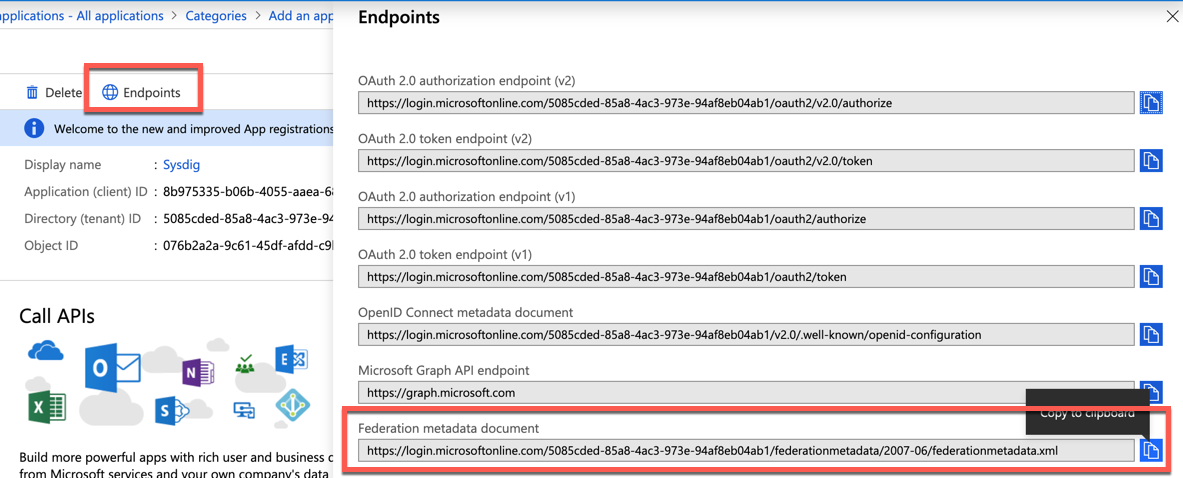 applications - All applications > Categories > Add an app
Endpoints
Delete
Endpoints
Welcome to the new and improved App registrations
Display name : Sysdig
Application (client) ID : 8b975335-b06b-4055-aaea-68
Directory (tenant) ID : 5085cded-85a8-4ac3-973e-94
Object ID : 076b2a2a-9c61-45df-afdd-c9
Call APIs
Build more powerful apps with rich user and business
from Microsoft services and your own company's data
OAuth 2.0 authorization endpoint (v2)
https://login.microsoftonline.com/5085cded-85a8-4ac3-973e-94af8eb04ab1/oauth2/v2.0/authorize
OAuth 2.0 token endpoint (v2)
https://login.microsoftonline.com/5085cded-85a8-4ac3-973e-94af8eb04ab1/oauth2/v2.0/token
OAuth 2.0 authorization endpoint (v1)
https://login.microsoftonline.com/5085cded-85a8-4ac3-973e-94af8eb04ab1/oauth2/authorize
OAuth 2.0 token endpoint (v1)
https://login.microsoftonline.com/5085cded-85a8-4ac3-973e-94af8eb04ab1/oauth2/token
OpenID Connect metadata document
https://login.microsoftonline.com/5085cded-85a8-4ac3-973e-94af8eb04ab1/v2.0/.well-known/openid-configuration
Microsoft Graph API endpoint
https://graph.microsoft.com
Copy to clipboard
Federation metadata document
https://login.microsoftonline.com/5085cded-85a8-4ac3-973e-94af8eb04ab1/federationmetadata/2007-06/federationmetadata.xml